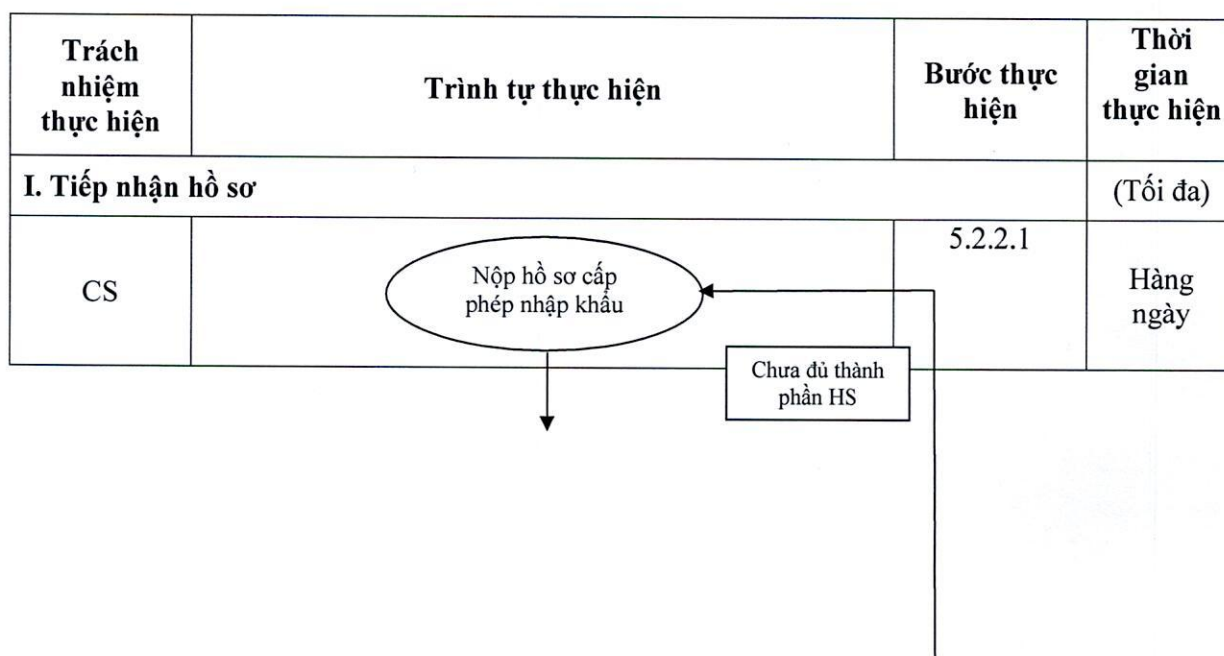 Trách
nhiệm
thực hiện
Trình tự thực hiện
Bước thực
hiện
Thời
gian
thực hiện
I. Tiếp nhận hồ sơ
(Tối đa)
CS
Nộp hồ sơ cấp
phép nhập khẩu
5.2.2.1
Hàng
ngày
Chưa đủ thành
phần HS